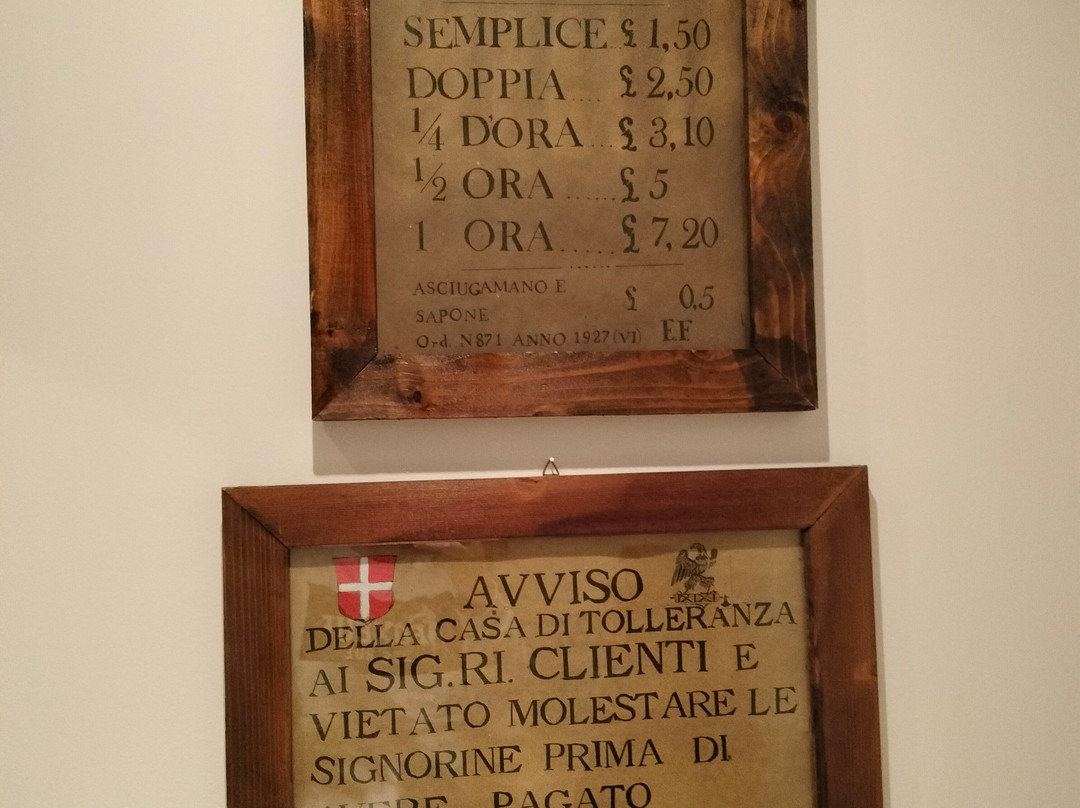 SEMPLICE £ 1,50
DOPPIA .... £ 2,50
1/4 D'ORA ... £ 3,10
1/2 ORA ...... £ 5
1 ORA ..... £ 7,20
ASCIUGAMANO E
SAPONE £ 0,5
Ord. N871 ANNO 1927 (VI) E.F
AVVISO
DELLA CASA DI TOLLERANZA
AI SIG.RI. CLIENTI E
VIETATO MOLESTARE LE
SIGNORINE PRIMA DI
AVERE PAGATO